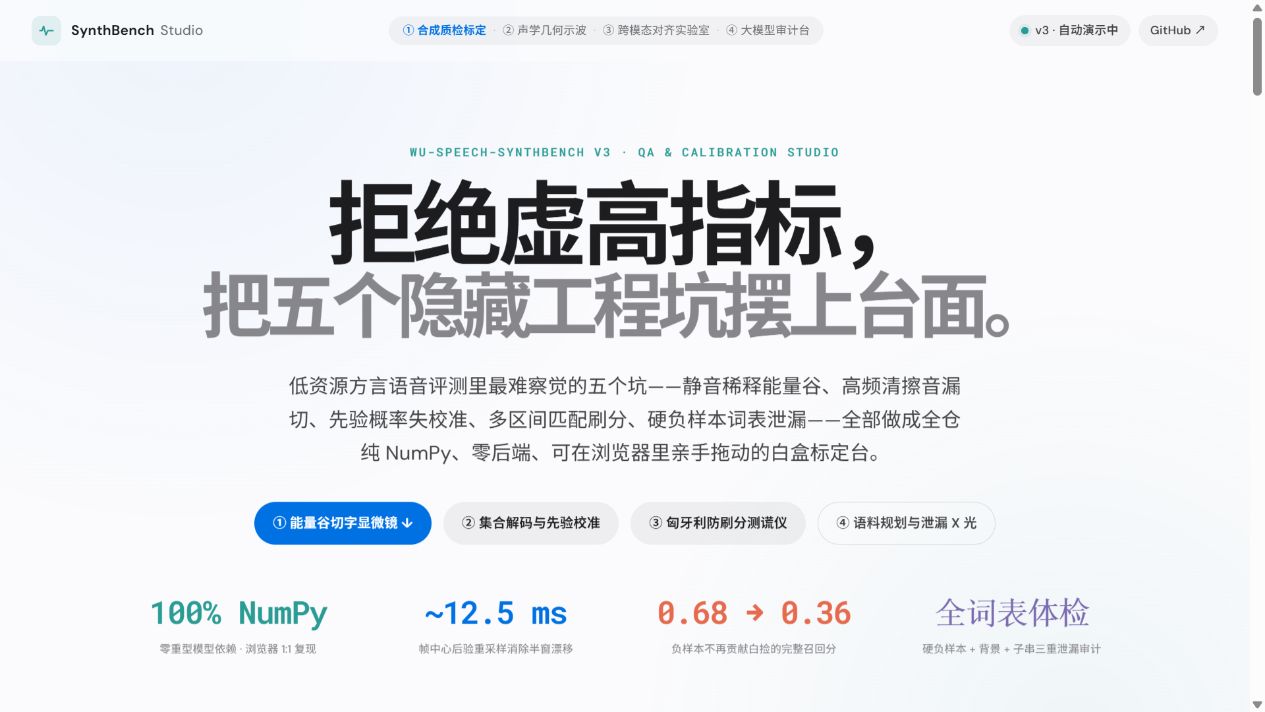 SynthBench Studio
① 合成质检标定 · ② 声学几何示波 · ③ 跨模态对齐实验室 · ④ 大模型审计台
v3 · 自动演示中
GitHub ↗
WU-SPEECH-SYNTHBENCH V3 · QA & CALIBRATION STUDIO
拒绝虚高指标，
把五个隐藏工程坑摆上台面。
低资源方言语音评测里最难察觉的五个坑——静音稀释能量谷、高频清擦音漏
切、先验概率失校准、多区间匹配刷分、硬负样本词表泄漏——全部做成全仓
纯 NumPy、零后端、可在浏览器里亲手拖动的白盒标定台。
① 能量谷切字显微镜 ↓
② 集合解码与先验校准
③ 匈牙利防刷分测谎仪
④ 语料规划与泄漏 X 光
100% NumPy
零重型模型依赖 · 浏览器 1:1 复现
~12.5 ms
帧中心后验重采样消除半窗漂移
0.68 → 0.36
负样本不再贡献白捡的完整召回分
全词表体检
硬负样本 + 背景 + 子串三重泄漏审计